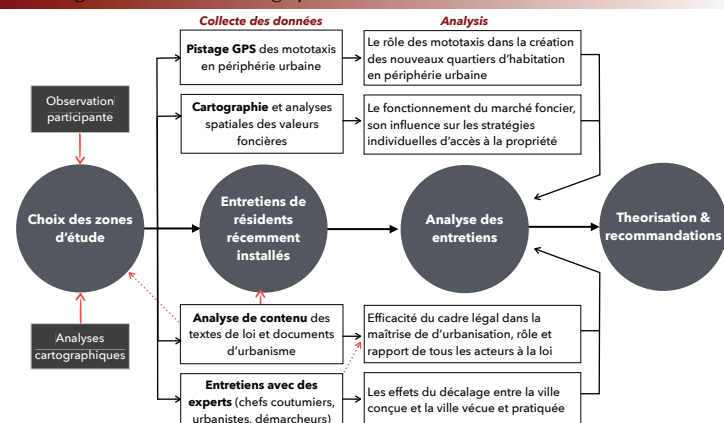 Collecte des données
Analysis
Pistage GPS des mototaxis
en périphérie urbaine
Le rôle des mototaxis dans la création
des nouveaux quartiers d'habitation
en périphérie urbaine
Observation
participante
Cartographie et analyses
spatiales des valeurs
foncières
Le fonctionnement du marché foncier,
son influence sur les stratégies
individuelles d'accès à la propriété
Choix des zones
d'étude
Entretiens de
résidents
récemment
installés
Analyse des
entretiens
Theorisation &
recommandations
Analyses
cartographiques
Analyse de contenu des
textes de loi et documents
d'urbanisme
Efficacité du cadre légal dans la
maîtrise de d'urbanisation, rôle et
rapport de tous les acteurs à la loi
Entretiens avec des
experts (chefs coutumiers,
urbanistes, démarcheurs)
Les effets du décalage entre la ville
conçue et la ville vécue et pratiquée